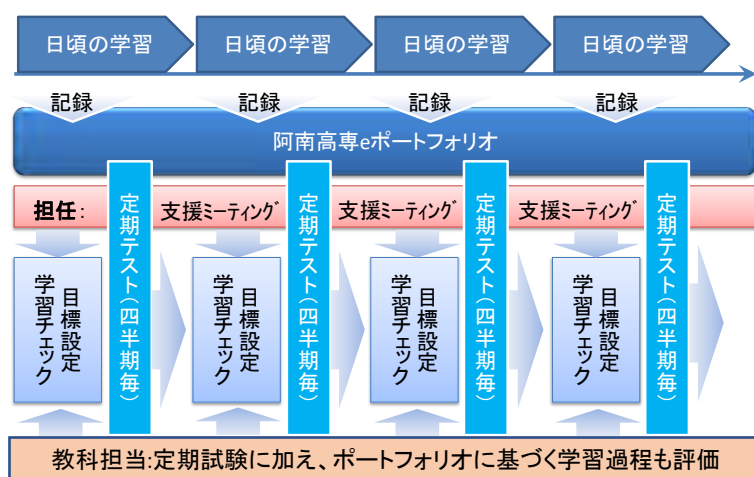 日頃の学習
日頃の学習
日頃の学習
日頃の学習
記録
記録
記録
記録
阿南高専eポートフォリオ
担任:
支援ミーティング
支援ミーティング
支援ミーティング
目標設定
学習チェック
定期テスト(四半期毎)
目標設定
学習チェック
定期テスト(四半期毎)
目標設定
学習チェック
定期テスト(四半期毎)
目標設定
学習チェック
定期テスト(四半期毎)
教科担当:定期試験に加え、ポートフォリオに基づく学習過程も評価